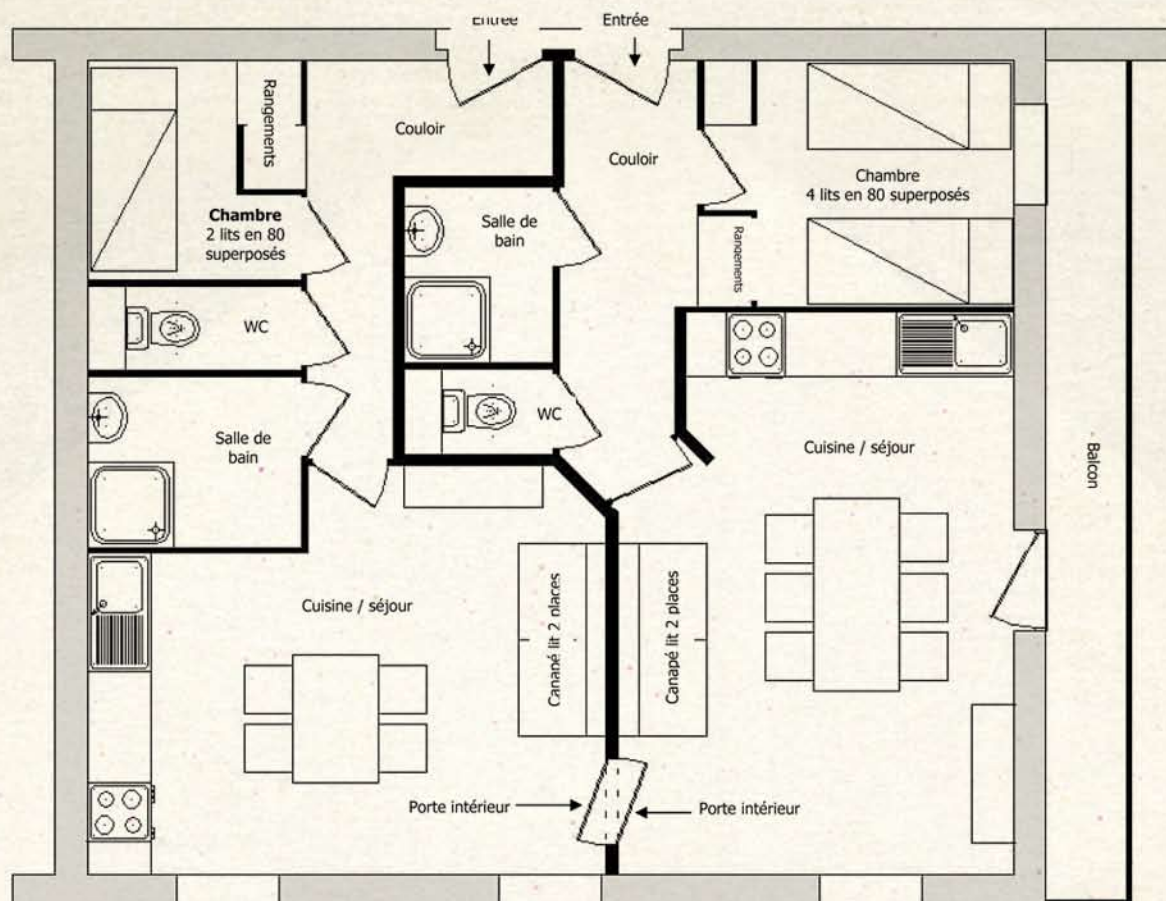 Entrée
Entrée
Rangements
Couloir
Couloir
Chambre
4 lits en 80 superposés
Chambre
2 lits en 80
superposés
Salle de
bain
Rangements
WC
WC
Salle de
bain
Cuisine / séjour
Balcon
Cuisine / séjour
Canapé lit 2 places
Canapé lit 2 places
Porte intérieur
Porte intérieur